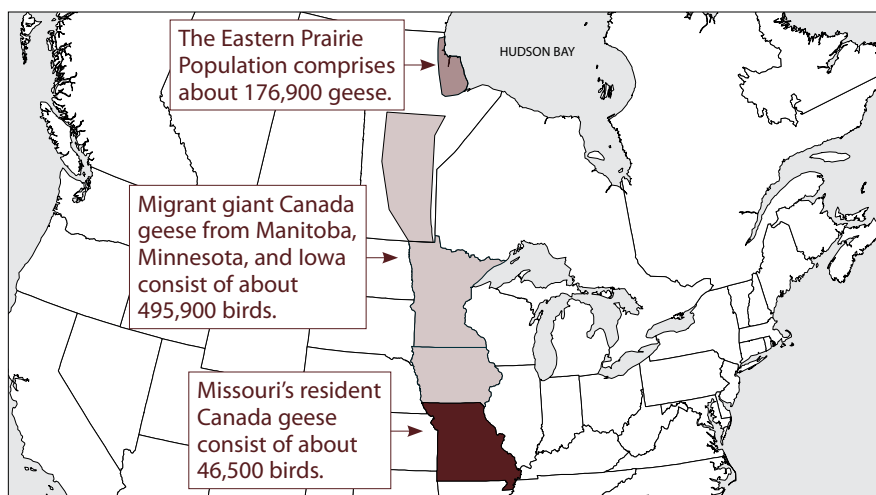 The Eastern Prairie
Population comprises
about 176,900 geese.
HUDSON BAY
Migrant giant Canada
geese from Manitoba,
Minnesota, and Iowa
consist of about
495,900 birds.
Missouri’s resident
Canada geese
consist of about
46,500 birds.